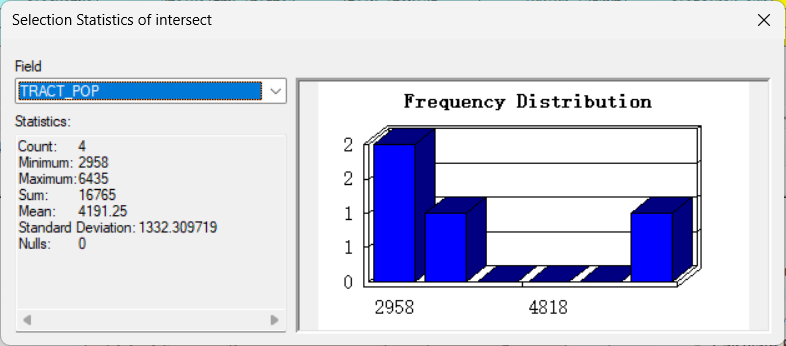 Selection Statistics of intersect
Field
TRACT_POP
Statistics:
Count: 4
Minimum: 2958
Maximum: 6435
Sum: 16765
Mean: 4191.25
Standard Deviation: 1332.309719
Nulls: 0
Frequency Distribution
2
2
1
1
0
2958 4818